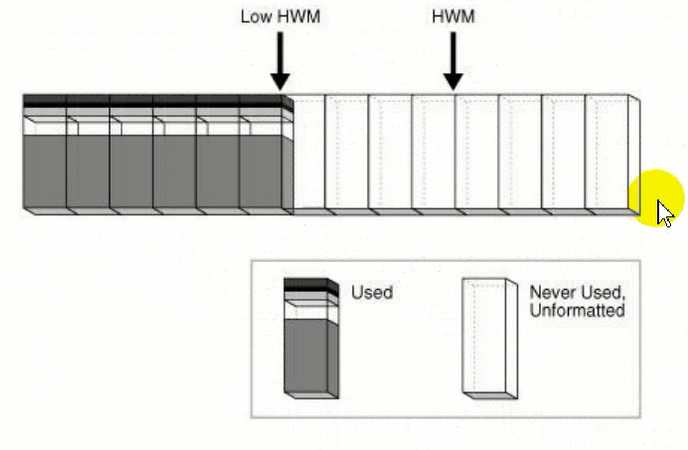 Low HWM
HWM
Used
Never Used,
Unformatted